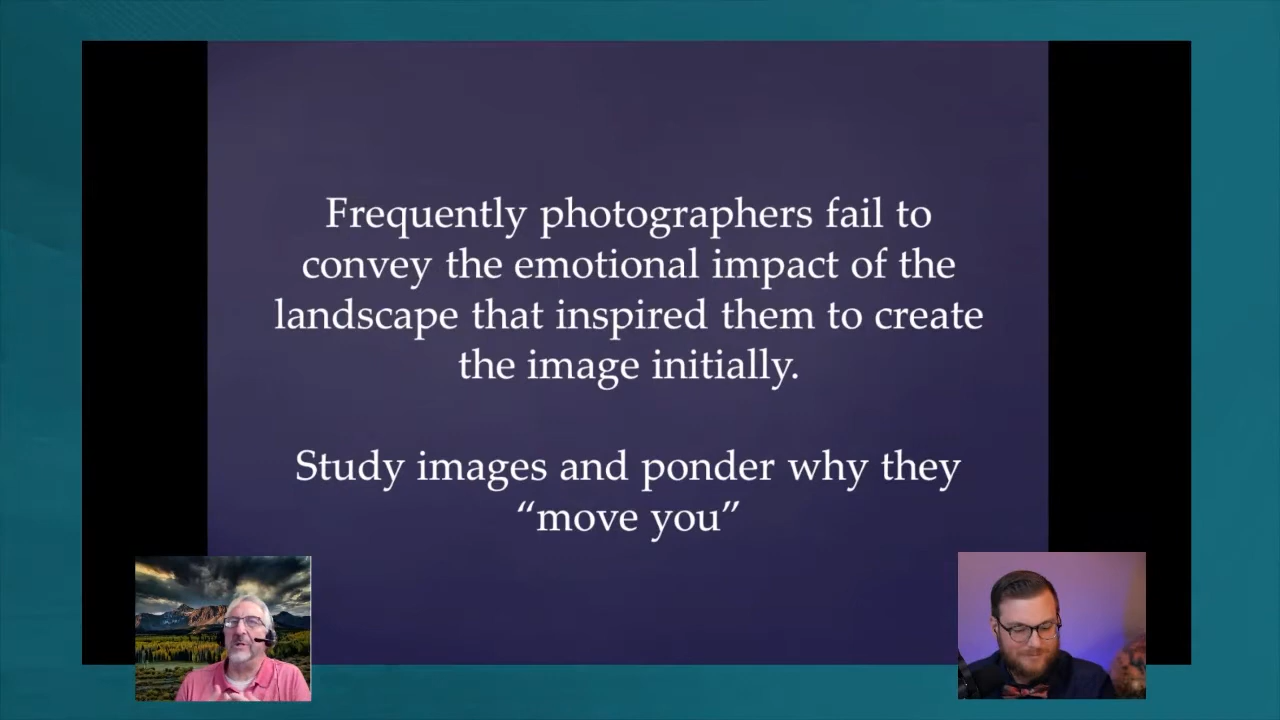 Frequently photographers fail to
convey the emotional impact of the
landscape that inspired them to create
the image initially.
Study images and ponder why they
“move you”